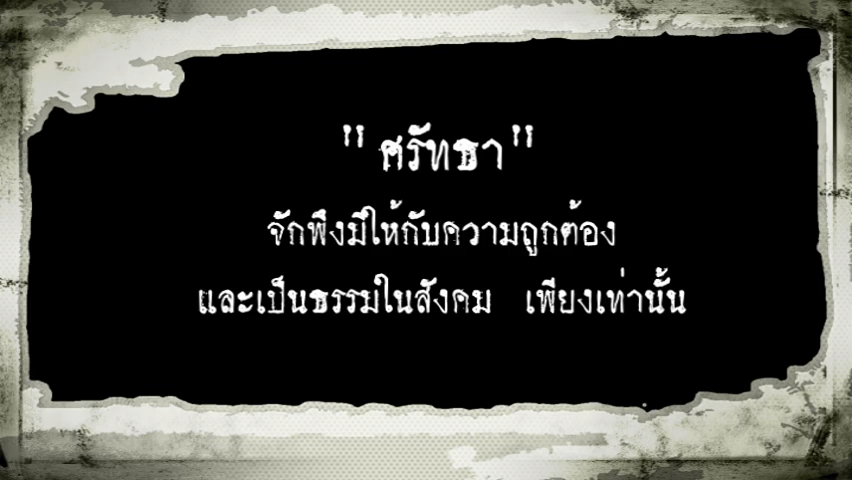 "ศรัทธา"
จักพึงมีให้กับความถูกต้อง
และเป็นธรรมในสังคม เพียงเท่านั้น